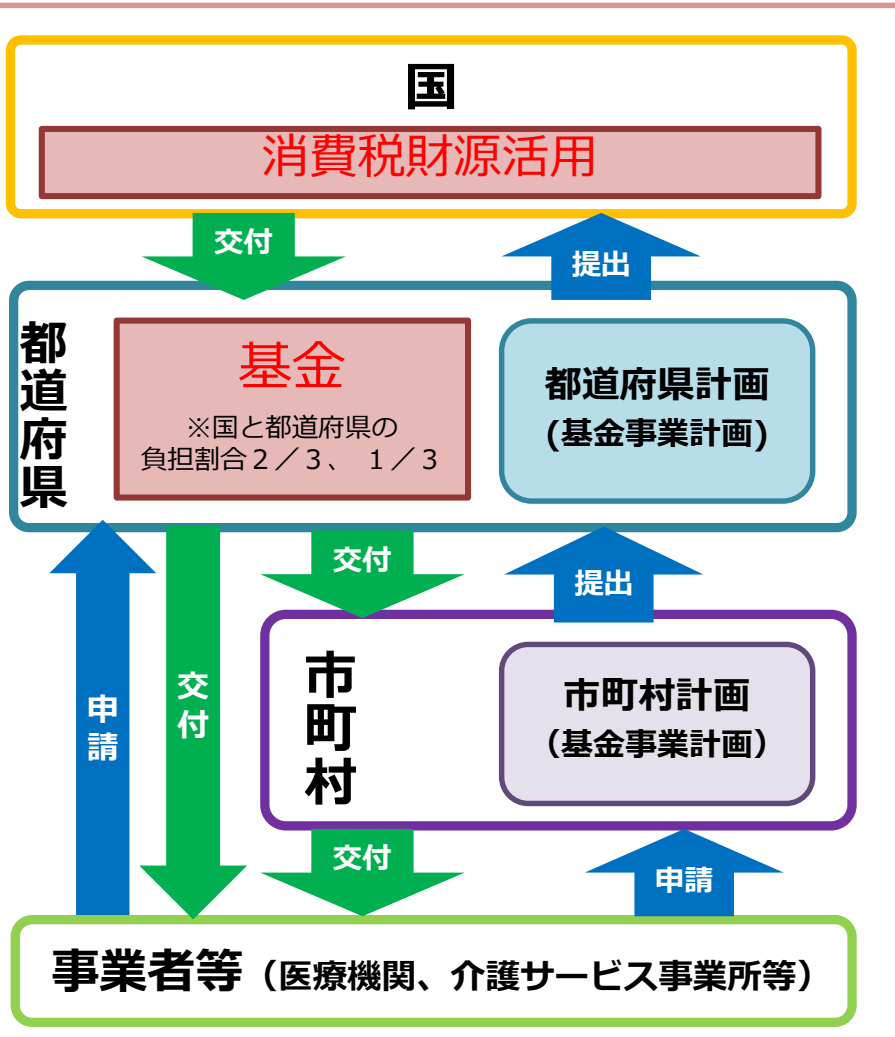 国
消費税財源活用
交付
提出
都道府県
基金
※国と都道府県の
負担割合２／３、 １／３
都道府県計画
(基金事業計画)
交付
提出
申請
交付
市町村
市町村計画
（基金事業計画）
交付
申請
事業者等（医療機関、介護サービス事業所等）